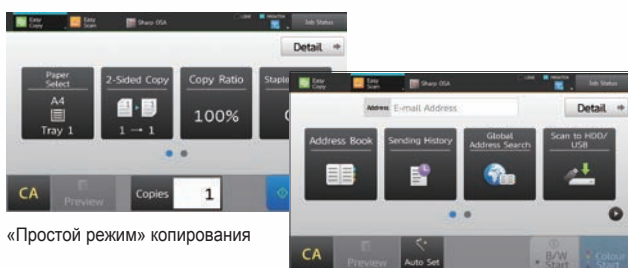 Easy
Copy
Easy
Scan
Sharp OSA
Job Status
Detail
Paper
Select
A4
Tray 1
2-Sided Copy
1 → 1
Copy Ratio
100%
Staple
CA
Preview
Copies
1
«Простой режим» копирования
Easy
Copy
Easy
Scan
Sharp OSA
Job Status
Address
E-mail Address
Detail
Address Book
Sending History
Global
Address Search
Scan to HDD/
USB
CA
Preview
Auto Set
B/W
Start
Colour
Start